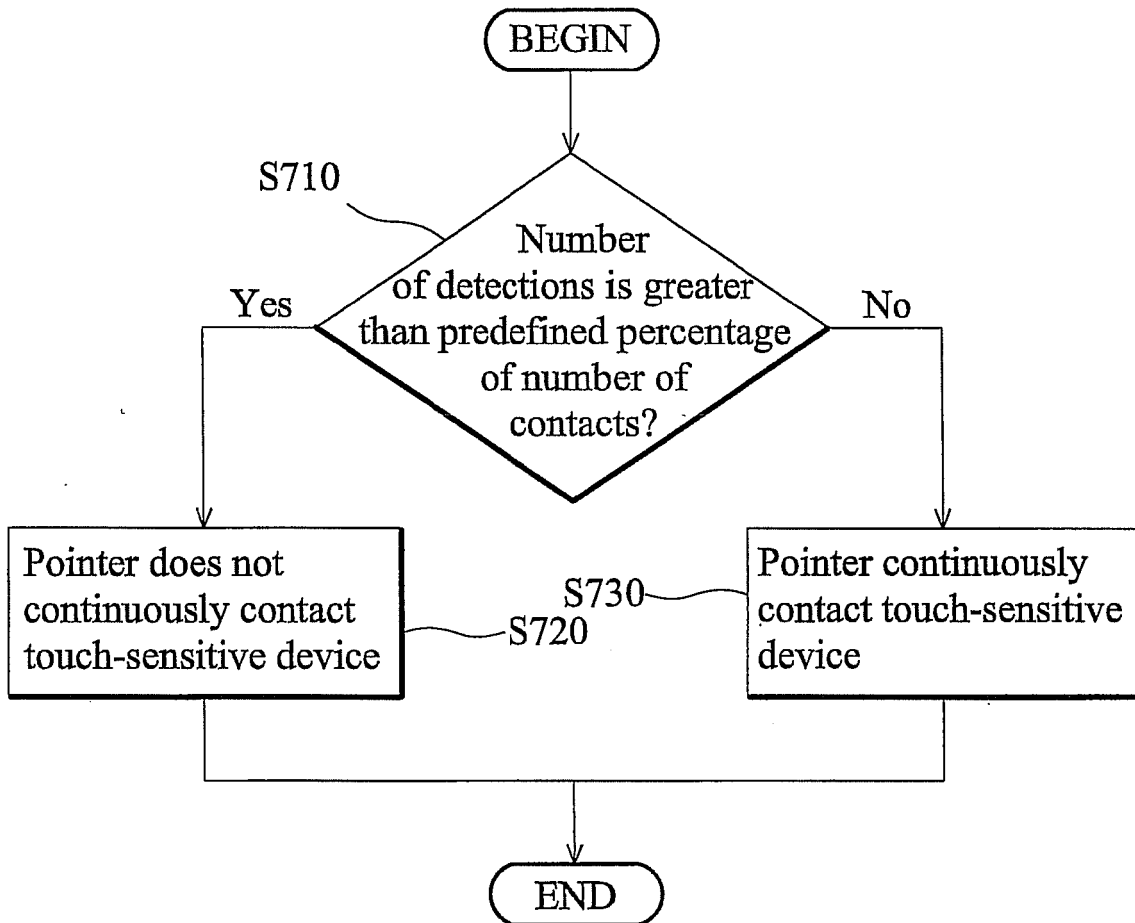 BEGIN
S710
Number
of detections is greater
than predefined percentage
of number of
contacts?
Yes
No
Pointer does not
continuously contact
touch-sensitive device
S720
S730
Pointer continuously
contact touch-sensitive
device
END